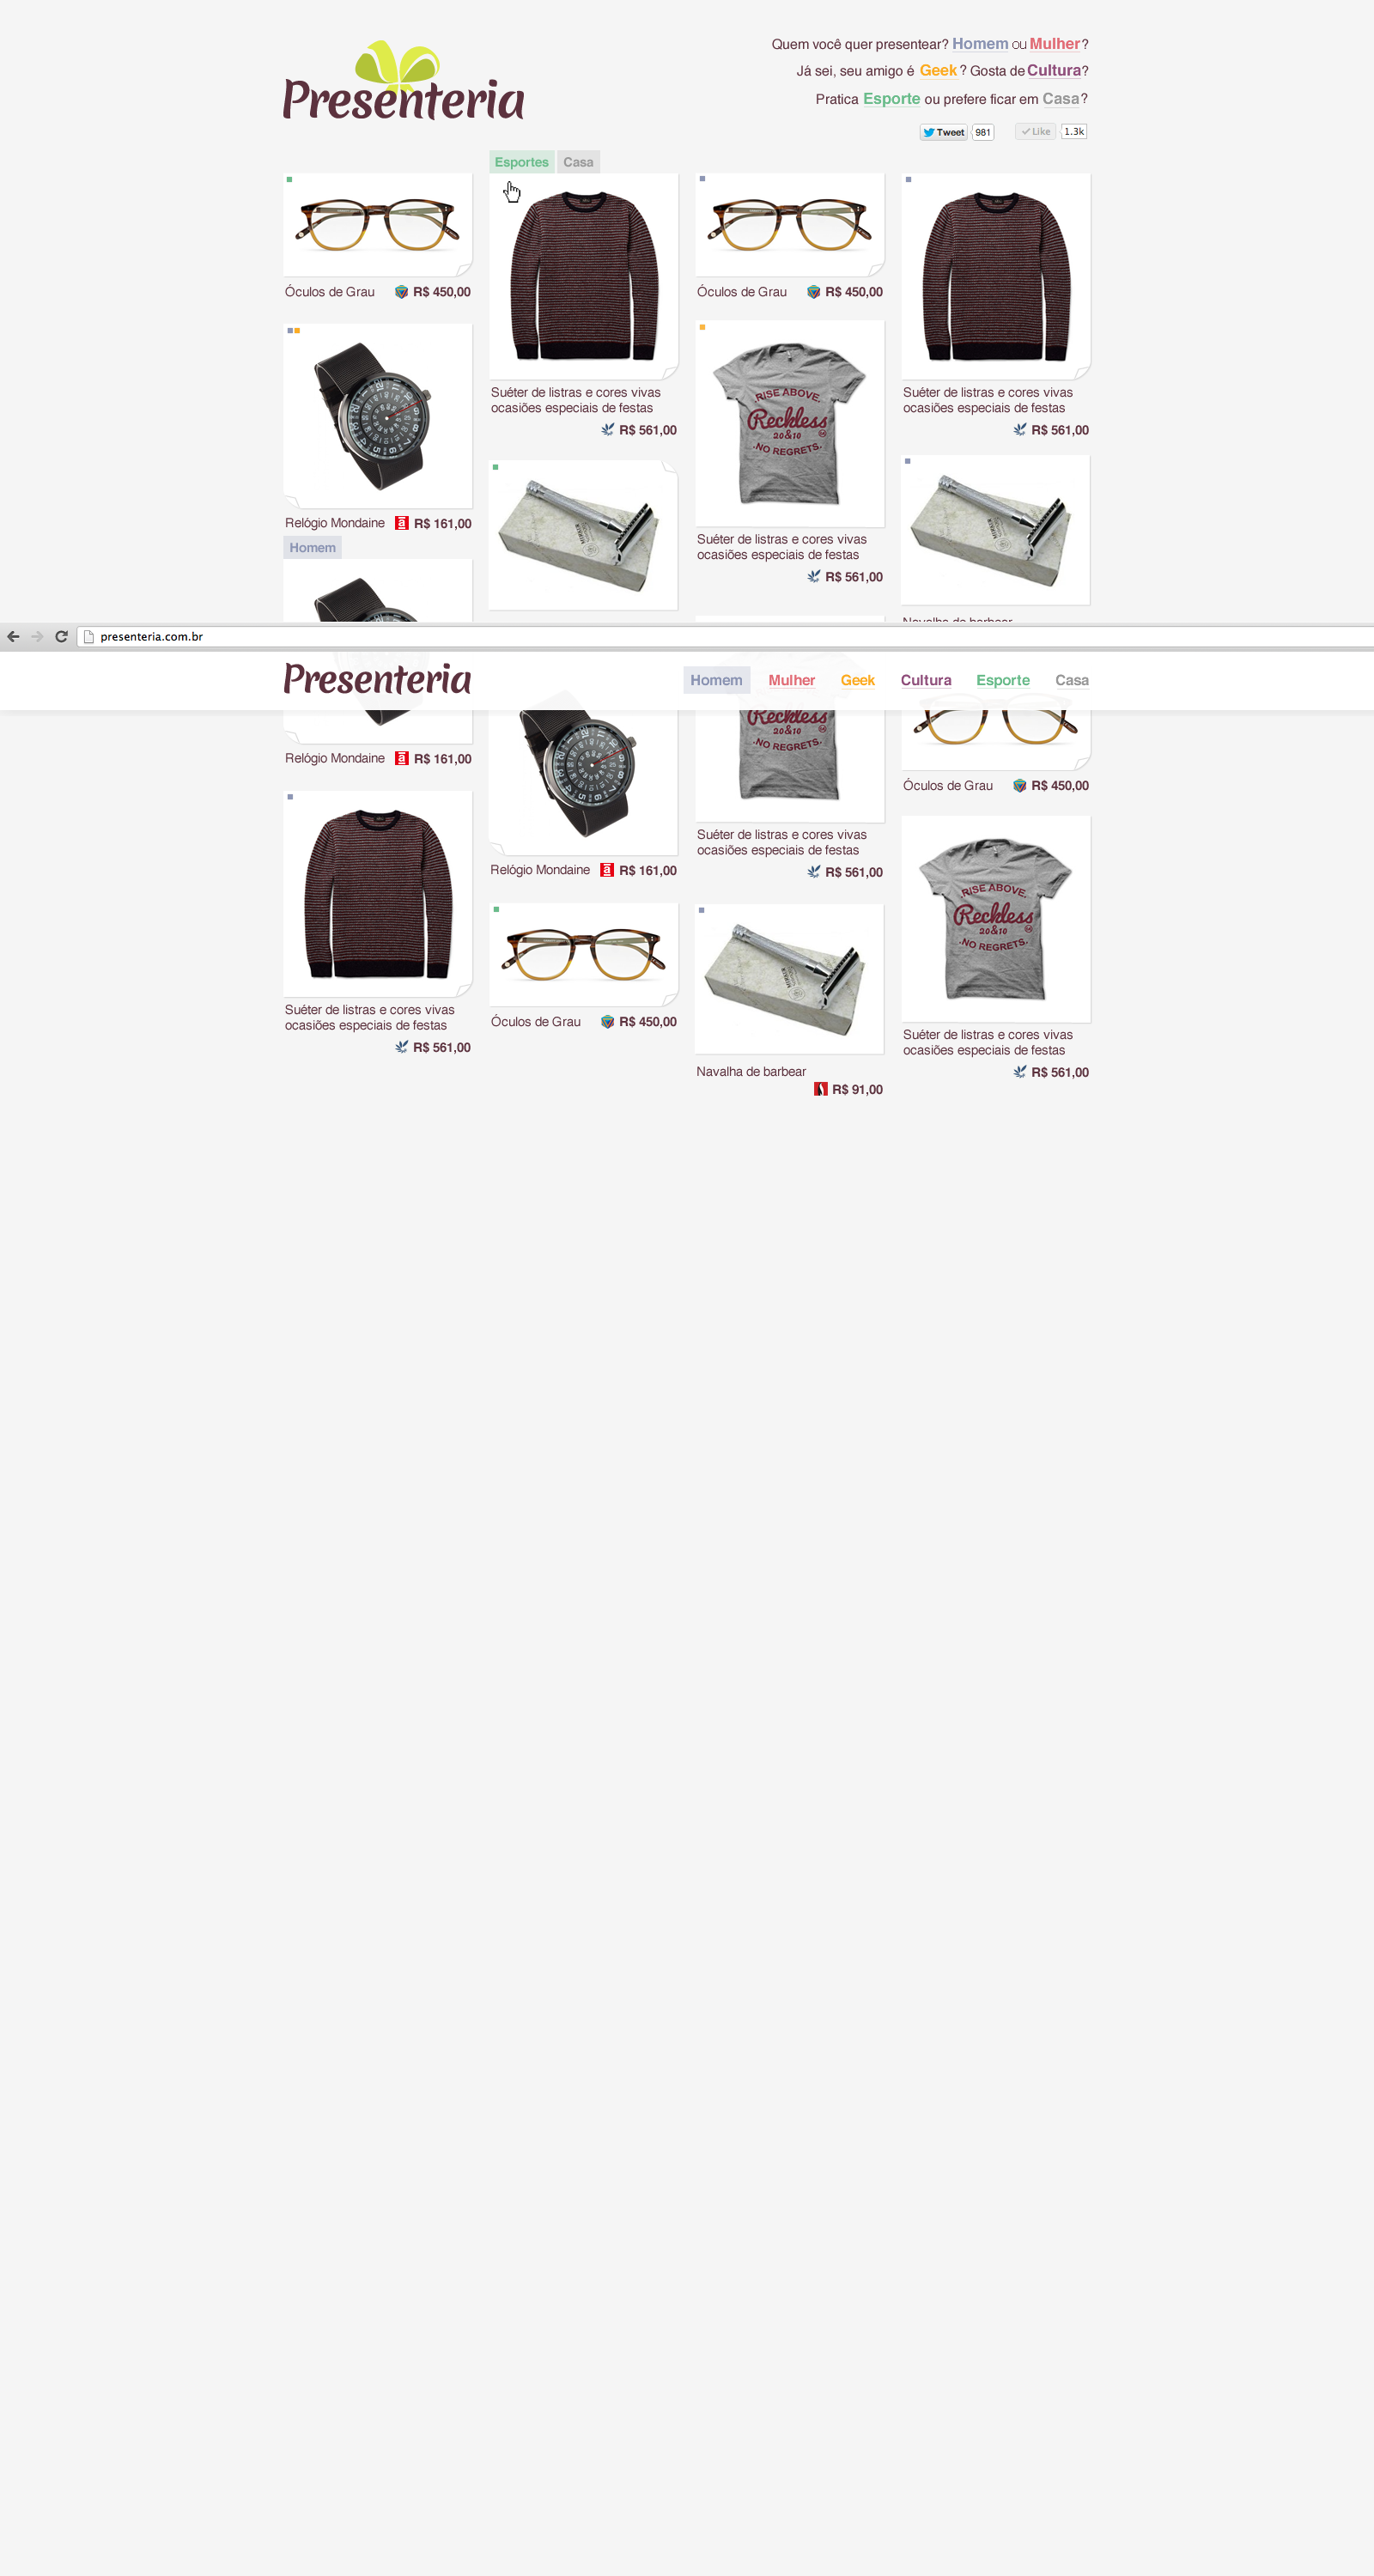 Presenteria
Quem você quer presentear? Homem ou Mulher?
Já sei, seu amigo é Geek? Gosta de Cultura?
Pratica Esporte ou prefere ficar em Casa?
Tweet 981 Like 1.3k
Esportes Casa
Óculos de Grau R$ 450,00
Relógio Mondaine R$ 161,00
Homem
Suéter de listras e cores vivas
ocasiões especiais de festas
R$ 561,00
Óculos de Grau R$ 450,00
RISE ABOVE.
Reckless
20&10
.NO REGRETS.
Suéter de listras e cores vivas
ocasiões especiais de festas
R$ 561,00
Suéter de listras e cores vivas
ocasiões especiais de festas
R$ 561,00
Navalha de barbear
presenteria.com.br
Presenteria Homem Mulher Geek Cultura Esporte Casa
Relógio Mondaine R$ 161,00
Suéter de listras e cores vivas
ocasiões especiais de festas
R$ 561,00
Relógio Mondaine R$ 161,00
Óculos de Grau R$ 450,00
Reckless
20&10
.NO REGRETS.
Suéter de listras e cores vivas
ocasiões especiais de festas
R$ 561,00
Navalha de barbear
R$ 91,00
Óculos de Grau R$ 450,00
RISE ABOVE.
Reckless
20&10
.NO REGRETS.
Suéter de listras e cores vivas
ocasiões especiais de festas
R$ 561,00